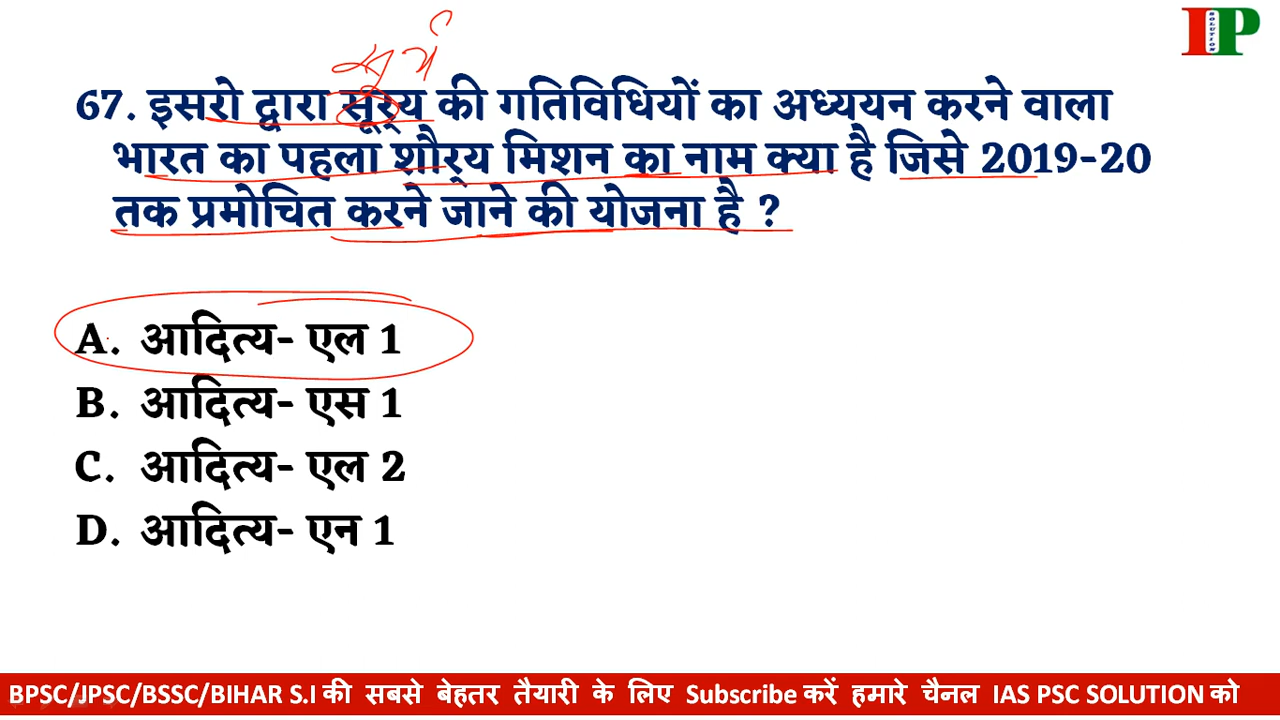 सूर्य
67. इसरो द्वारा सूर्‍य की गतिविधियों का अध्ययन करने वाला
भारत का पहला शौर्‍य मिशन का नाम क्या है जिसे 2019-20
तक प्रमोचित करने जाने की योजना है ?
A. आदित्य- एल 1
B. आदित्य- एस 1
C. आदित्य- एल 2
D. आदित्य- एन 1
IP
SOLUTION
BPSC/JPSC/BSSC/BIHAR S.I की सबसे बेहतर तैयारी के लिए Subscribe करें हमारे चैनल IAS PSC SOLUTION को